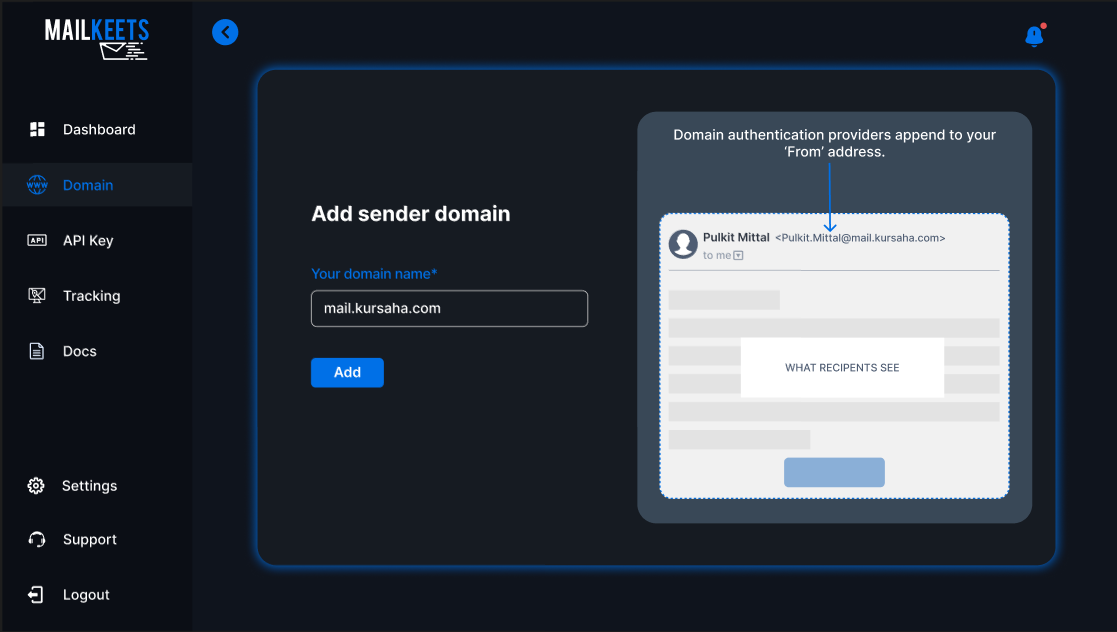 MAILKEETS
Dashboard
WWW
Domain
API
API Key
Tracking
Docs
Settings
Support
Logout
Add sender domain
Your domain name*
mail.kursaha.com
Add
Domain authentication providers append to your
‘From’ address.
Pulkit Mittal <Pulkit.Mittal@mail.kursaha.com>
to me
WHAT RECIPENTS SEE